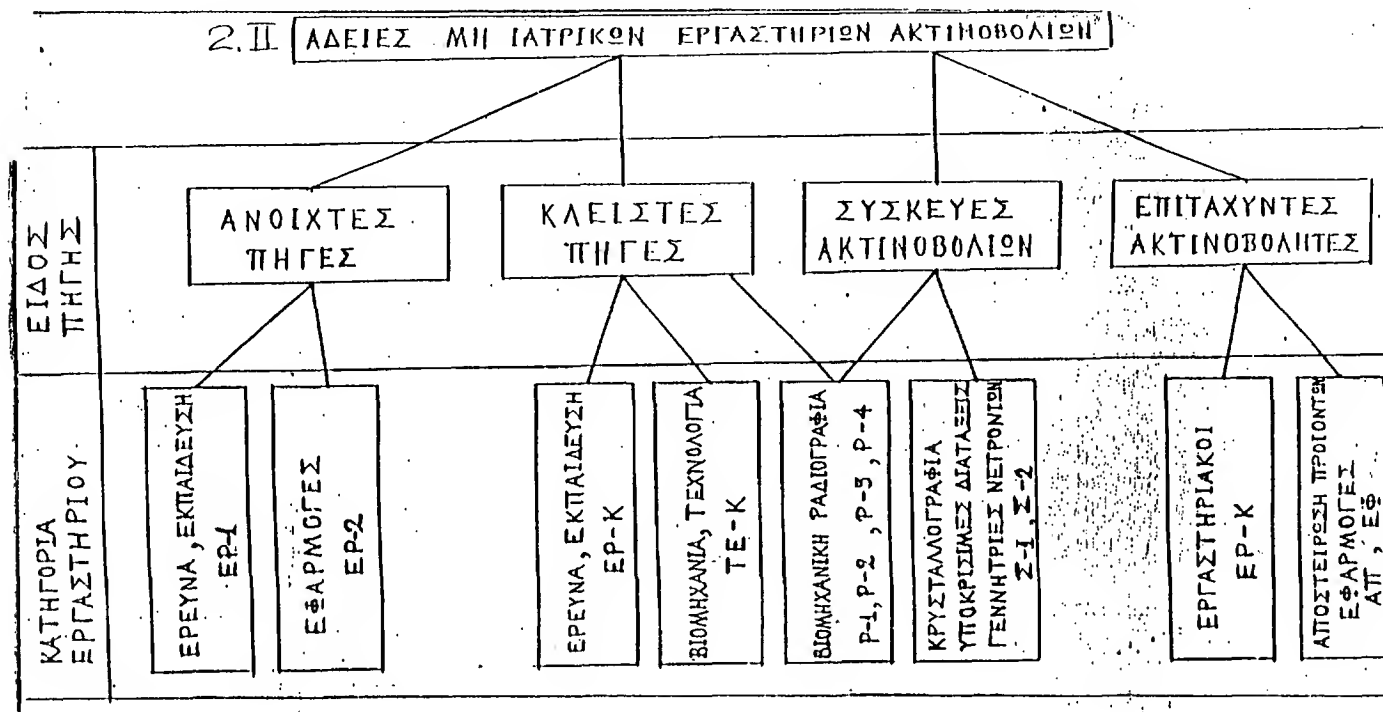 2.II ΑΔΕΙΕΣ ΜΗ ΙΑΤΡΙΚΩΝ ΕΡΓΑΣΤΗΡΙΩΝ ΑΚΤΙΝΟΒΟΛΙΩΝ
ΕΙΔΟΣ
ΠΗΓΗΣ
ΑΝΟΙΧΤΕΣ
ΠΗΓΕΣ
ΚΛΕΙΣΤΕΣ
ΠΗΓΕΣ
ΣΥΣΚΕΥΕΣ
ΑΚΤΙΝΟΒΟΛΙΩΝ
ΕΠΙΤΑΧΥΝΤΕΣ
ΑΚΤΙΝΟΒΟΛΗΤΕΣ
ΚΑΤΗΓΟΡΙΑ
ΕΡΓΑΣΤΗΡΙΟΥ
ΕΡΕΥΝΑ, ΕΚΠΑΙΔΕΥΣΗ
ΕΡ-1
ΕΦΑΡΜΟΓΕΣ
ΕΡ-2
ΕΡΕΥΝΑ, ΕΚΠΑΙΔΕΥΣΗ
ΕΡ-Κ
ΒΙΟΜΗΧΑΝΙΑ, ΤΕΧΝΟΛΟΓΙΑ
ΤΕ-Κ
ΒΙΟΜΗΧΑΝΙΚΗ ΡΑΔΙΟΓΡΑΦΙΑ
Ρ-1, Ρ-2, Ρ-3, Ρ-4
ΚΡΥΣΤΑΛΛΟΓΡΑΦΙΑ
ΥΠΟΚΡΙΣΙΜΕΣ ΔΙΑΤΑΞΕΙΣ
ΓΕΝΝΗΤΡΙΕΣ ΝΕΤΡΟΝΙΩΝ
Σ-1, Σ-2
ΕΡΓΑΣΤΗΡΙΑΚΟΙ
ΕΡ-Κ
ΑΠΟΣΤΕΙΡΩΣΗ ΠΡΟΙΟΝΤΩΝ
ΕΦΑΡΜΟΓΕΣ
ΑΠ, ΕΦ